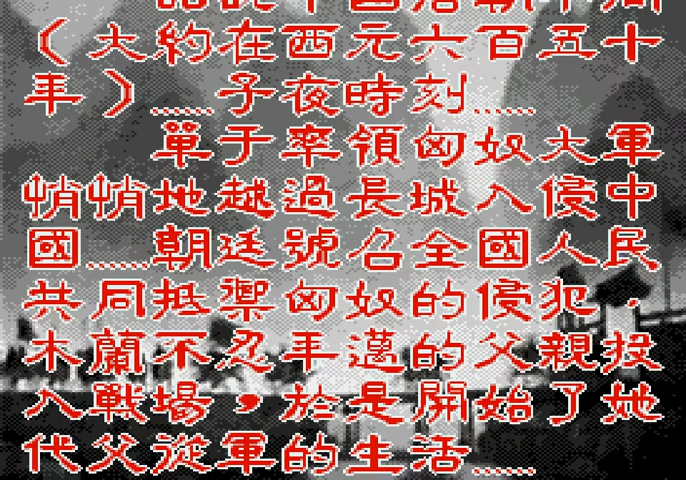 （大約在西元六百五十
年）……子夜時刻……
單于率領匈奴大軍
悄悄地越過長城入侵中
國……朝廷號召全國人民
共同抵禦匈奴的侵犯，
木蘭不忍年邁的父親投
入戰場，於是開始了她
代父從軍的生活……